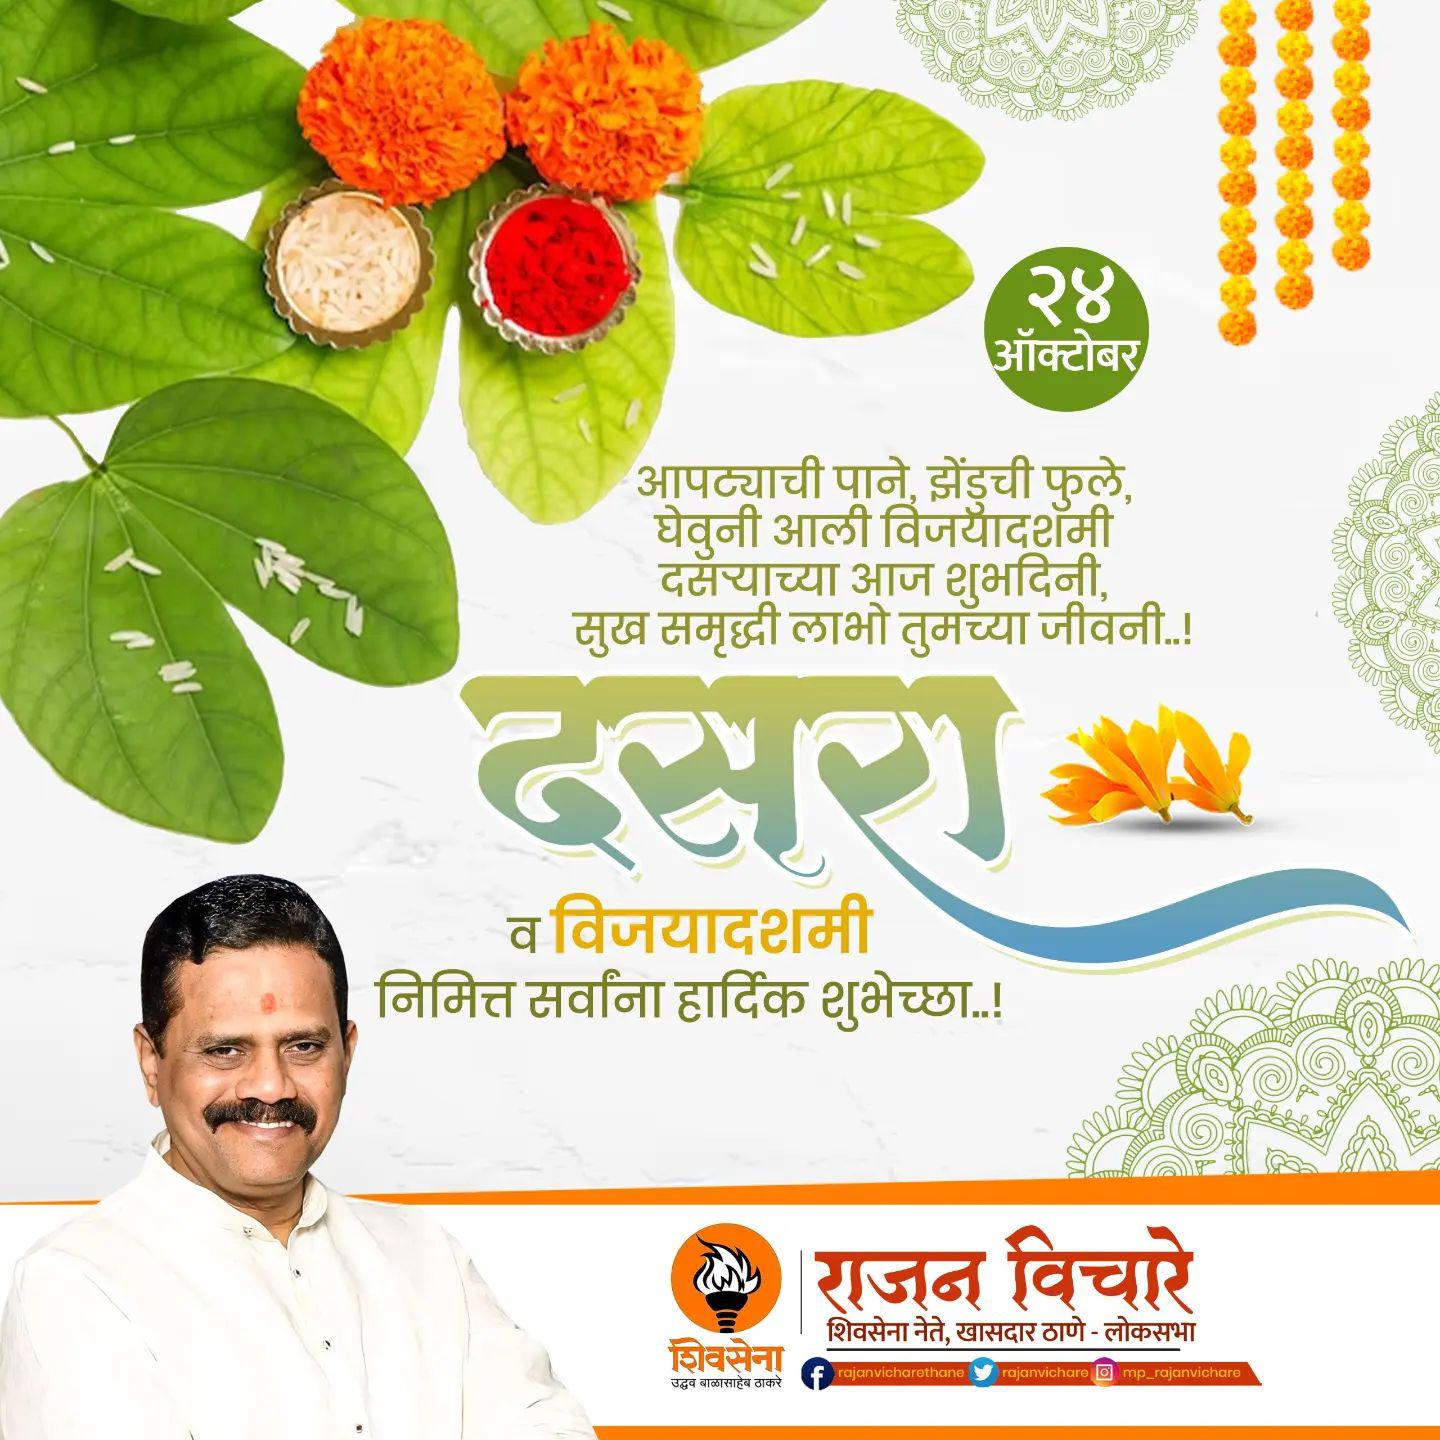 २४
ऑक्टोबर
आपट्याची पाने, झेंडुची फुले,
घेवुनी आली विजयादशमी
दसऱ्याच्या आज शुभदिनी,
सुख समृद्धी लाभो तुमच्या जीवनी..!
दसरा
व विजयादशमी
निमित्त सर्वांना हार्दिक शुभेच्छा..!
शिवसेना
उद्धव बाळासाहेब ठाकरे
राजन विचारे
शिवसेना नेते, खासदार ठाणे - लोकसभा
rajanvicharethane rajanvichare mp_rajanvichare